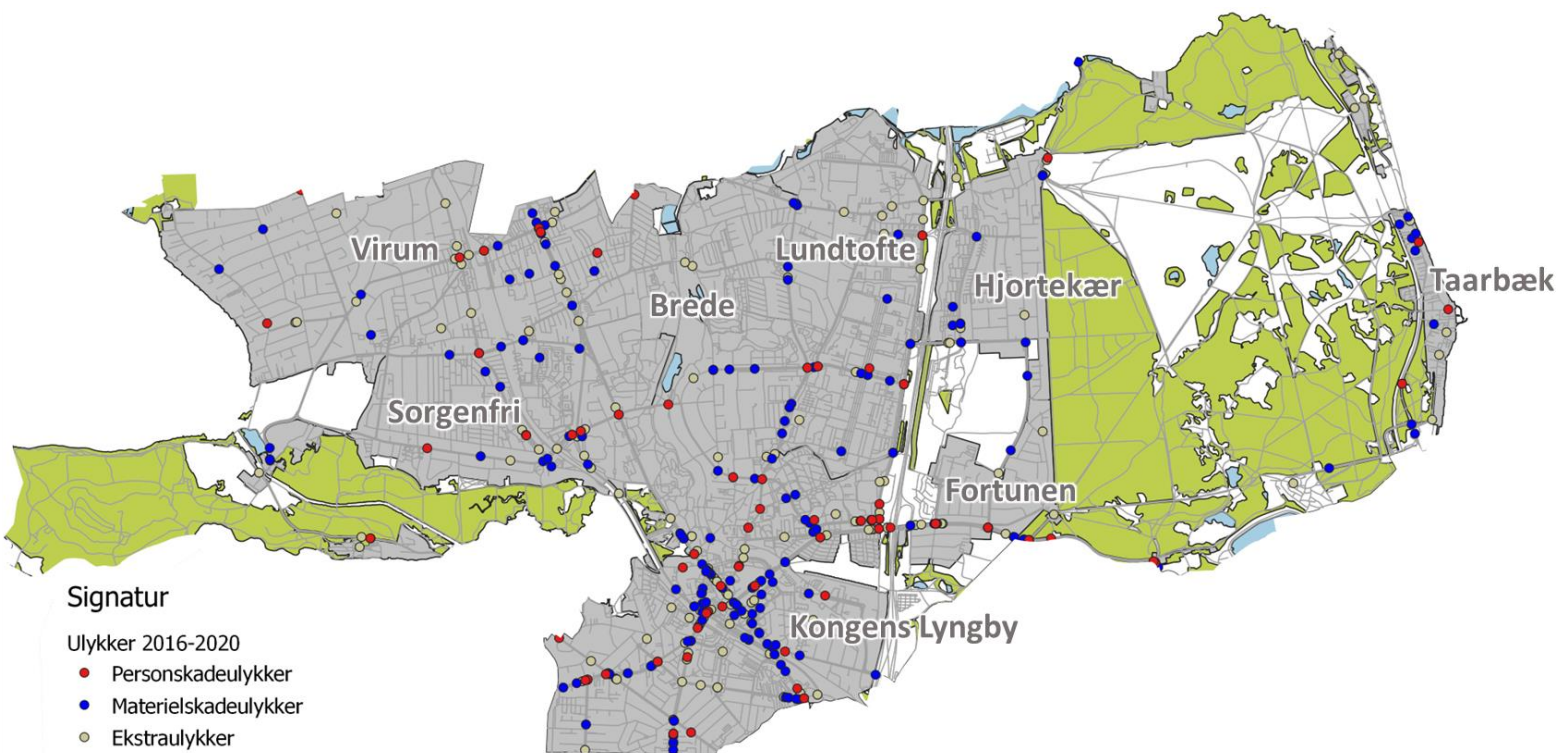 Virum
Lundtofte
Hjortekær
Taarbæk
Brede
Sorgenfri
Fortunen
Kongens Lyngby
Signatur
Ulykker 2016-2020
Personskadeulykker
Materielskadeulykker
Ekstraulykker